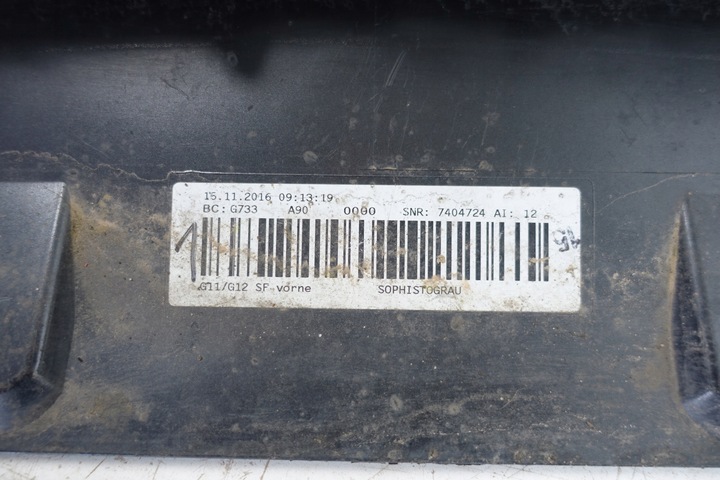 15.11.2016 09:13:19
BC: G733 A90 0000 SNR: 7404724 AI: 12
1
G11/G12 SF vorne SOPHISTOGRAU